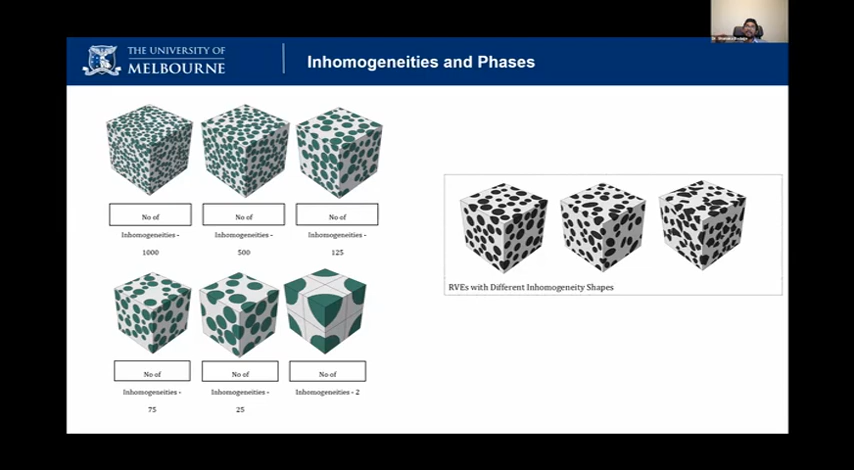 THE UNIVERSITY OF
MELBOURNE
Inhomogeneities and Phases
No of
Inhomogeneities -
1000
No of
Inhomogeneities -
500
No of
Inhomogeneities -
125
No of
Inhomogeneities -
75
No of
Inhomogeneities -
25
No of
Inhomogeneities - 2
RVEs with Different Inhomogeneity Shapes